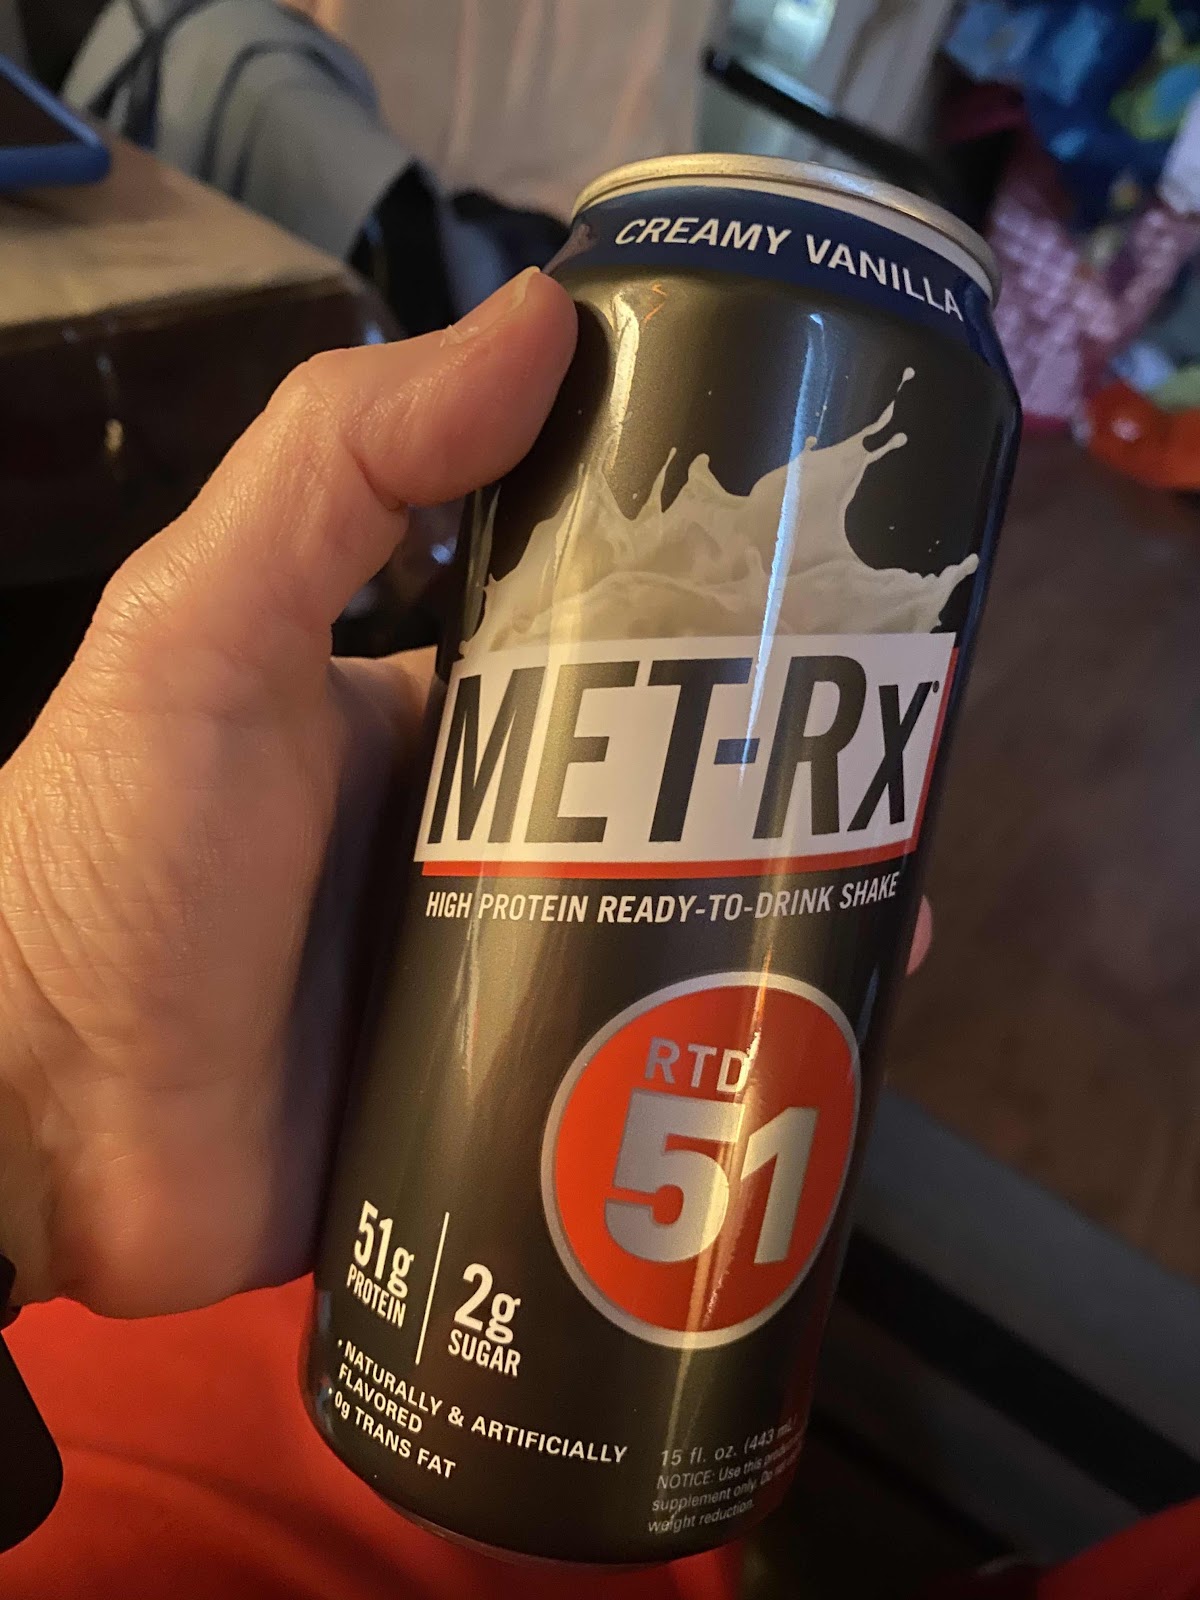 CREAMY VANILLA
MET-Rx®
HIGH PROTEIN READY-TO-DRINK SHAKE
RTD
51
51g
PROTEIN
2g
SUGAR
• NATURALLY & ARTIFICIALLY
FLAVORED
• 0g TRANS FAT
15 fl. oz. (443 mL
NOTICE: Use this
supplement only. Do
weight reduction.